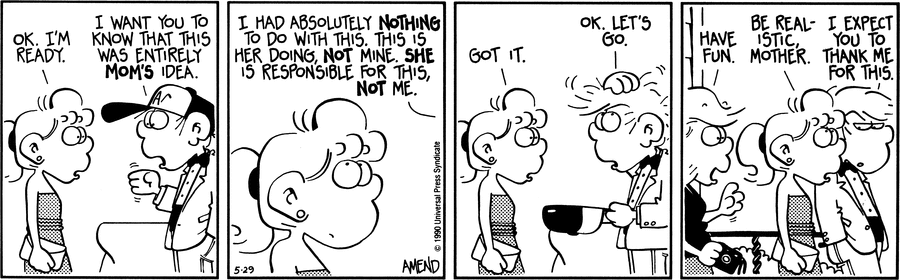 OK. I'M
READY.
I WANT YOU TO
KNOW THAT THIS
WAS ENTIRELY
MOM'S IDEA.
A
I HAD ABSOLUTELY NOTHING
TO DO WITH THIS. THIS IS
HER DOING, NOT MINE. SHE
IS RESPONSIBLE FOR THIS,
NOT ME.
5-29
AMEND
© 1990 Universal Press Syndicate
GOT IT.
OK. LET'S
GO.
HAVE
FUN.
BE REAL-
ISTIC,
MOTHER.
I EXPECT
YOU TO
THANK ME
FOR THIS.